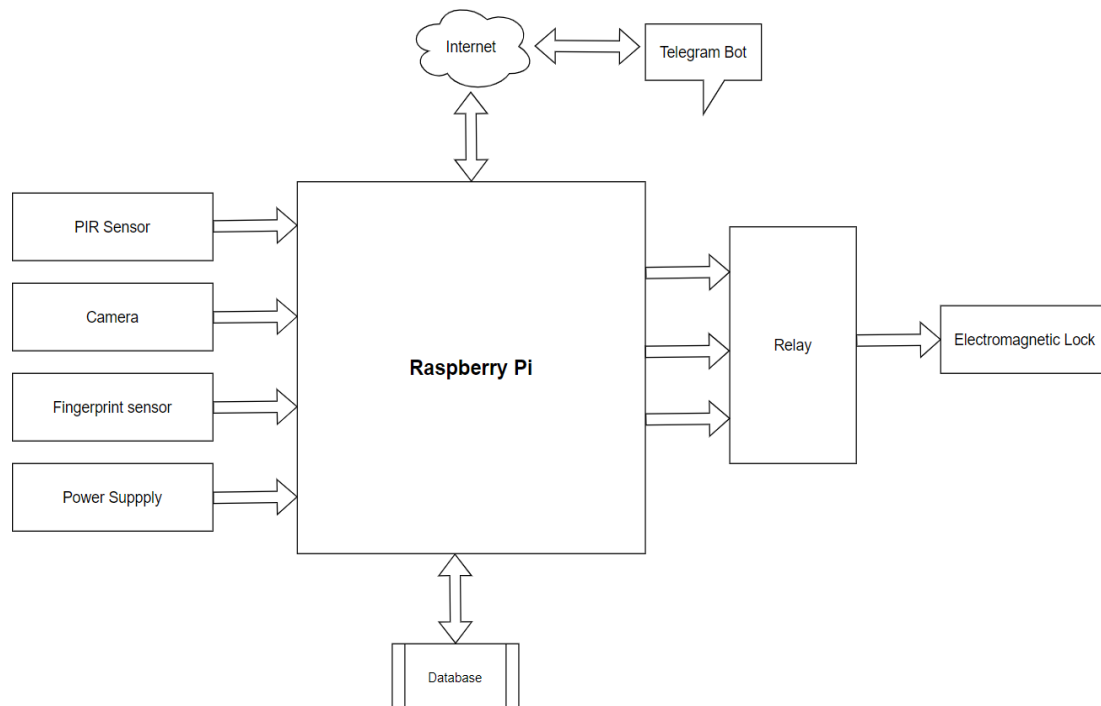 Internet
Telegram Bot
PIR Sensor
Camera
Fingerprint sensor
Power Suppply
Raspberry Pi
Relay
Electromagnetic Lock
Database